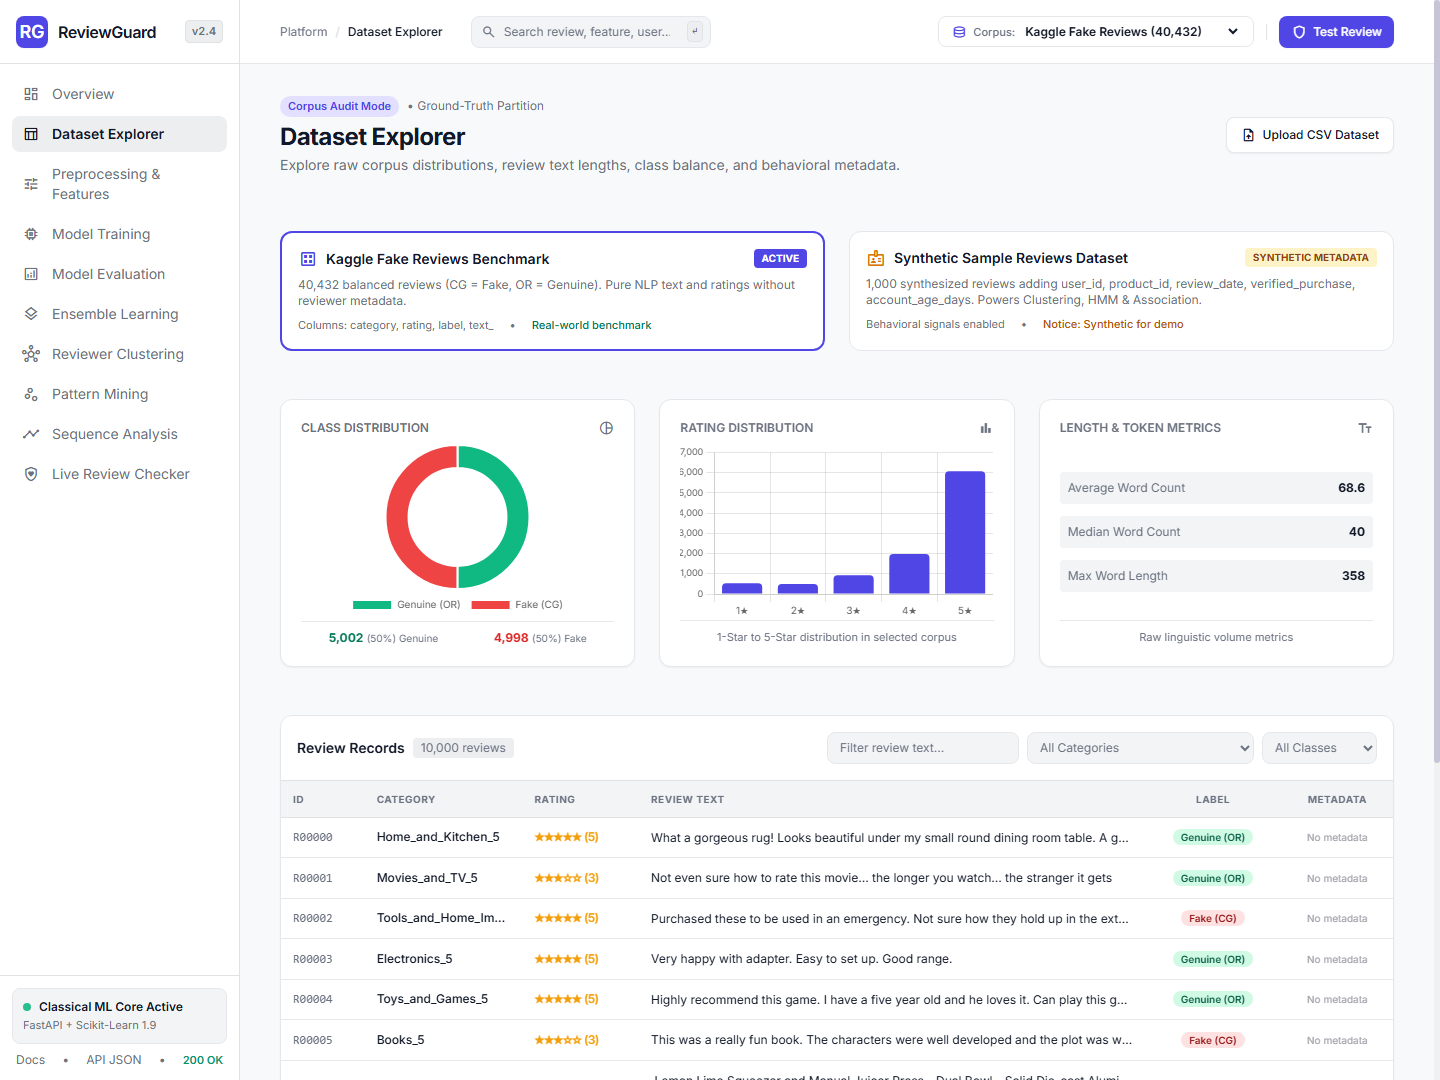 RG ReviewGuard v2.4
Platform / Dataset Explorer
Search review, feature, user...
Corpus: Kaggle Fake Reviews (40,432)
Test Review
Overview
Dataset Explorer
Preprocessing &
Features
Model Training
Model Evaluation
Ensemble Learning
Reviewer Clustering
Pattern Mining
Sequence Analysis
Live Review Checker
Classical ML Core Active
FastAPI + Scikit-Learn 1.9
Docs • API JSON • 200 OK
Corpus Audit Mode • Ground-Truth Partition
Dataset Explorer
Explore raw corpus distributions, review text lengths, class balance, and behavioral metadata.
Upload CSV Dataset
Kaggle Fake Reviews Benchmark ACTIVE
40,432 balanced reviews (CG = Fake, OR = Genuine). Pure NLP text and ratings without
reviewer metadata.
Columns: category, rating, label, text_ • Real-world benchmark
Synthetic Sample Reviews Dataset SYNTHETIC METADATA
1,000 synthesized reviews adding user_id, product_id, review_date, verified_purchase,
account_age_days. Powers Clustering, HMM & Association.
Behavioral signals enabled • Notice: Synthetic for demo
CLASS DISTRIBUTION
Genuine (OR) Fake (CG)
5,002 (50%) Genuine 4,998 (50%) Fake
RATING DISTRIBUTION
7,000
6,000
5,000
4,000
3,000
2,000
1,000
0
1★ 2★ 3★ 4★ 5★
1-Star to 5-Star distribution in selected corpus
LENGTH & TOKEN METRICS
Average Word Count 68.6
Median Word Count 40
Max Word Length 358
Raw linguistic volume metrics
Review Records 10,000 reviews
Filter review text... All Categories All Classes
ID CATEGORY RATING REVIEW TEXT LABEL METADATA
R00000 Home_and_Kitchen_5 ★★★★★ (5) What a gorgeous rug! Looks beautiful under my small round dining room table. A g... Genuine (OR) No metadata
R00001 Movies_and_TV_5 ★★★☆☆ (3) Not even sure how to rate this movie... the longer you watch... the stranger it gets Genuine (OR) No metadata
R00002 Tools_and_Home_Im... ★★★★★ (5) Purchased these to be used in an emergency. Not sure how they hold up in the ext... Fake (CG) No metadata
R00003 Electronics_5 ★★★★★ (5) Very happy with adapter. Easy to set up. Good range. Genuine (OR) No metadata
R00004 Toys_and_Games_5 ★★★★★ (5) Highly recommend this game. I have a five year old and he loves it. Can play this g... Genuine (OR) No metadata
R00005 Books_5 ★★★☆☆ (3) This was a really fun book. The characters were well developed and the plot was w... Fake (CG) No metadata